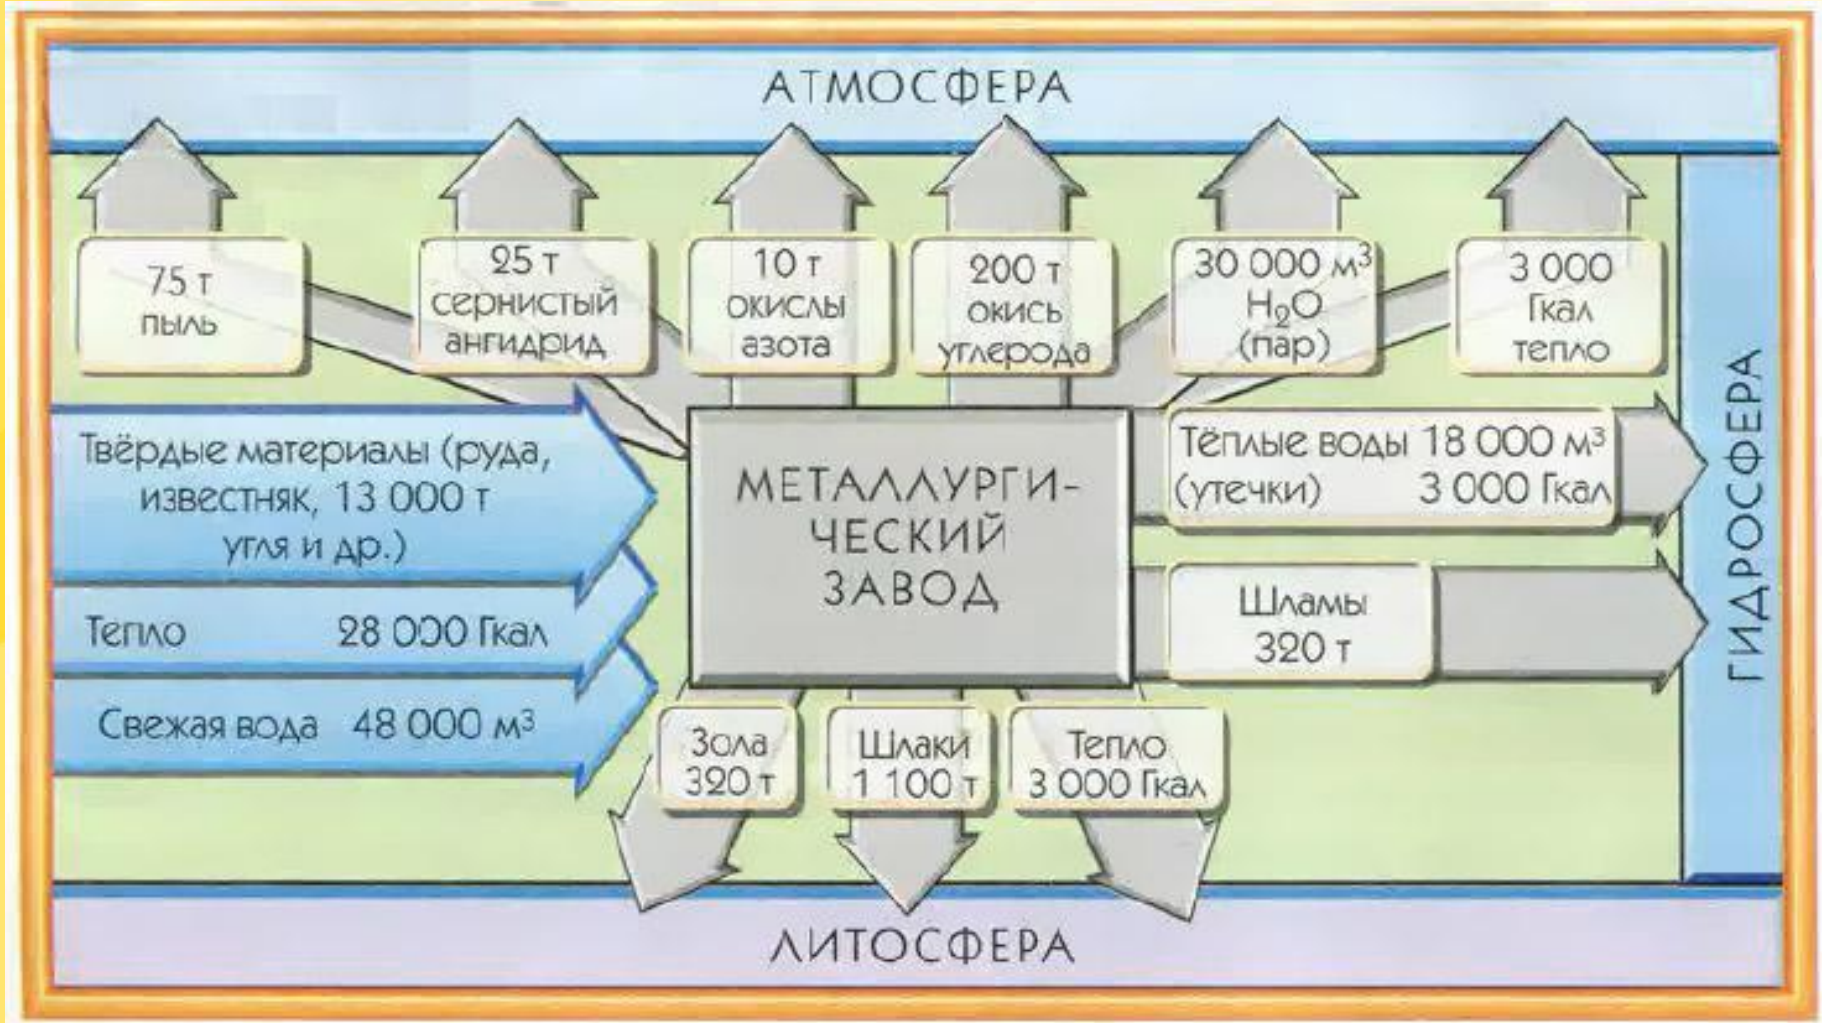 АТМОСФЕРА
75 т
пыль
25 т
сернистый
ангидрид
10 т
окислы
азота
200 т
окись
углерода
30 000 м³
H₂O
(пар)
3 000
Гкал
тепло
Твёрдые материалы (руда,
известняк, 13 000 т
угля и др.)
Тепло 28 000 Гкал
Свежая вода 48 000 м³
МЕТАЛЛУРГИ-
ЧЕСКИЙ
ЗАВОД
Тёплые воды 18 000 м³
(утечки) 3 000 Гкал
Шламы
320 т
ГИДРОСФЕРА
Зола
320 т
Шлаки
1 100 т
Тепло
3 000 Гкал
ЛИТОСФЕРА